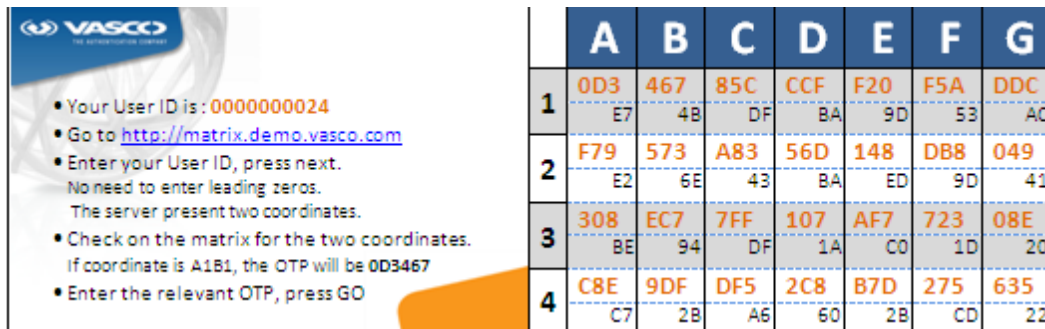 VASCO
THE AUTHENTICATION COMPANY
• Your User ID is : 0000000024
• Go to http://matrix.demo.vasco.com
• Enter your User ID, press next.
No need to enter leading zeros.
The server present two coordinates.
• Check on the matrix for the two coordinates.
If coordinate is A1B1, the OTP will be 0D3467
• Enter the relevant OTP, press GO
A B C D E F G
1 0D3 467 85C CCF F20 F5A DDC
E7 4B DF BA 9D 53 A0
2 F79 573 A83 56D 148 DB8 049
E2 6E 43 BA ED 9D 41
3 308 EC7 7FF 107 AF7 723 08E
BE 94 DF 1A C0 1D 20
4 C8E 9DF DF5 2C8 B7D 275 635
C7 2B A6 60 2B CD 22